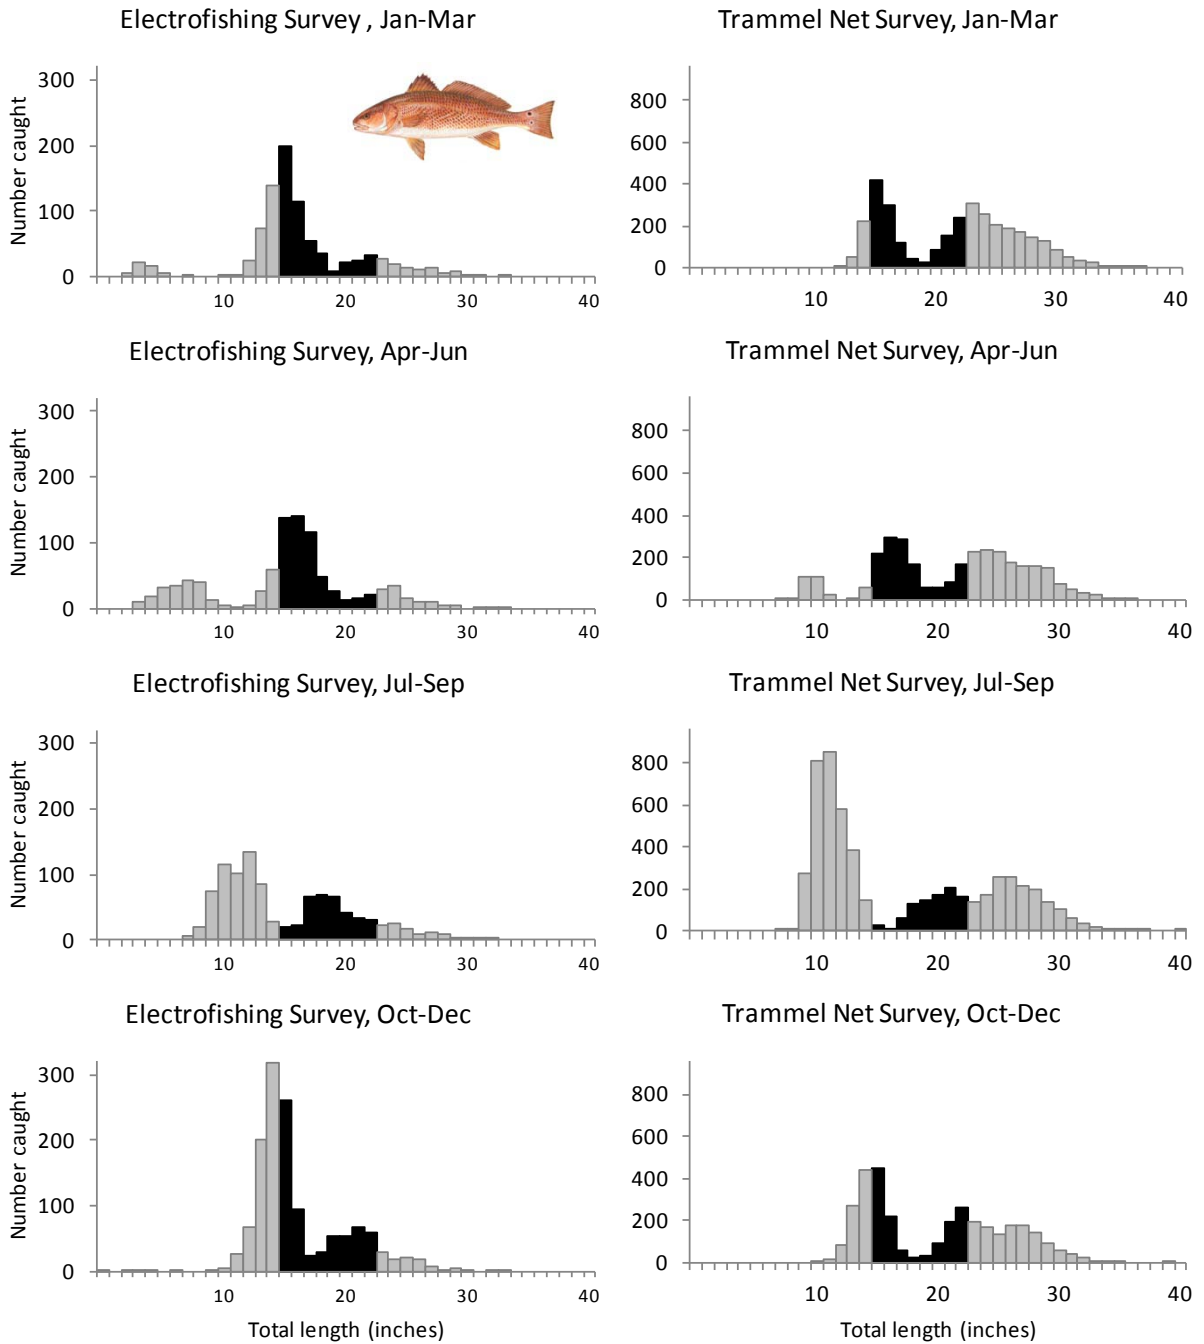 Electrofishing Survey , Jan-Mar
Number caught
300
200
100
0
10 20 30 40
Trammel Net Survey, Jan-Mar
800
600
400
200
0
10 20 30 40
Electrofishing Survey, Apr-Jun
Number caught
300
200
100
0
10 20 30 40
Trammel Net Survey, Apr-Jun
800
600
400
200
0
10 20 30 40
Electrofishing Survey, Jul-Sep
Number caught
300
200
100
0
10 20 30 40
Trammel Net Survey, Jul-Sep
800
600
400
200
0
10 20 30 40
Electrofishing Survey, Oct-Dec
Number caught
300
200
100
0
10 20 30 40
Total length (inches)
Trammel Net Survey, Oct-Dec
800
600
400
200
0
10 20 30 40
Total length (inches)